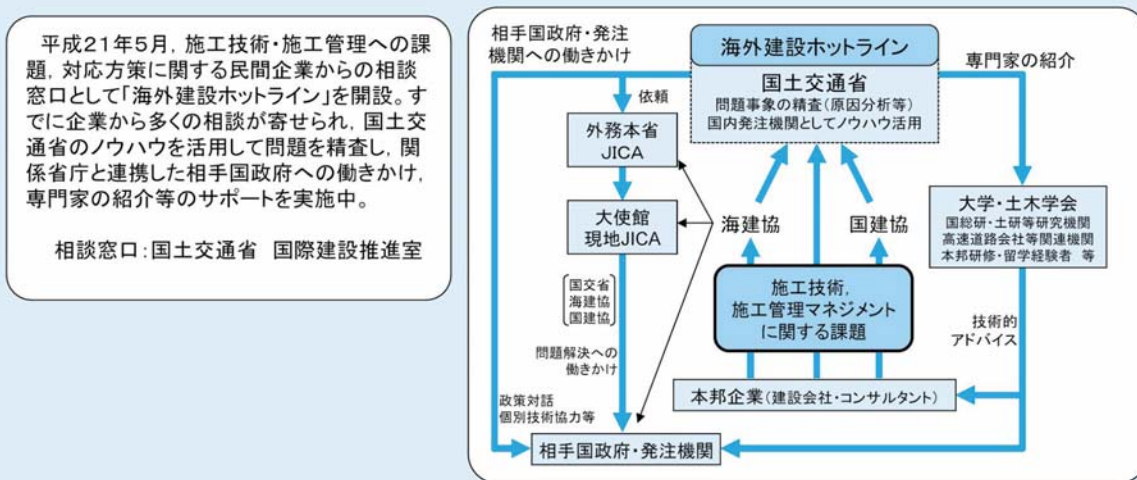 平成21年5月，施工技術・施工管理への課
題，対応方策に関する民間企業からの相談
窓口として「海外建設ホットライン」を開設。す
でに企業から多くの相談が寄せられ，国土交
通省のノウハウを活用して問題を精査し，関
係省庁と連携した相手国政府への働きかけ，
専門家の紹介等のサポートを実施中。
相談窓口：国土交通省　国際建設推進室
相手国政府・発注
機関への働きかけ
海外建設ホットライン
国土交通省
問題事象の精査（原因分析等）
国内発注機関としてノウハウ活用
専門家の紹介
依頼
外務本省
JICA
大使館
現地JICA
海建協
国建協
大学・土木学会
国総研・土研等研究機関
高速道路会社等関連機関
本邦研修・留学経験者　等
国交省
海建協
国建協
施工技術，
施工管理マネジメント
に関する課題
技術的
アドバイス
問題解決への
働きかけ
本邦企業（建設会社・コンサルタント）
政策対話
個別技術協力等
相手国政府・発注機関